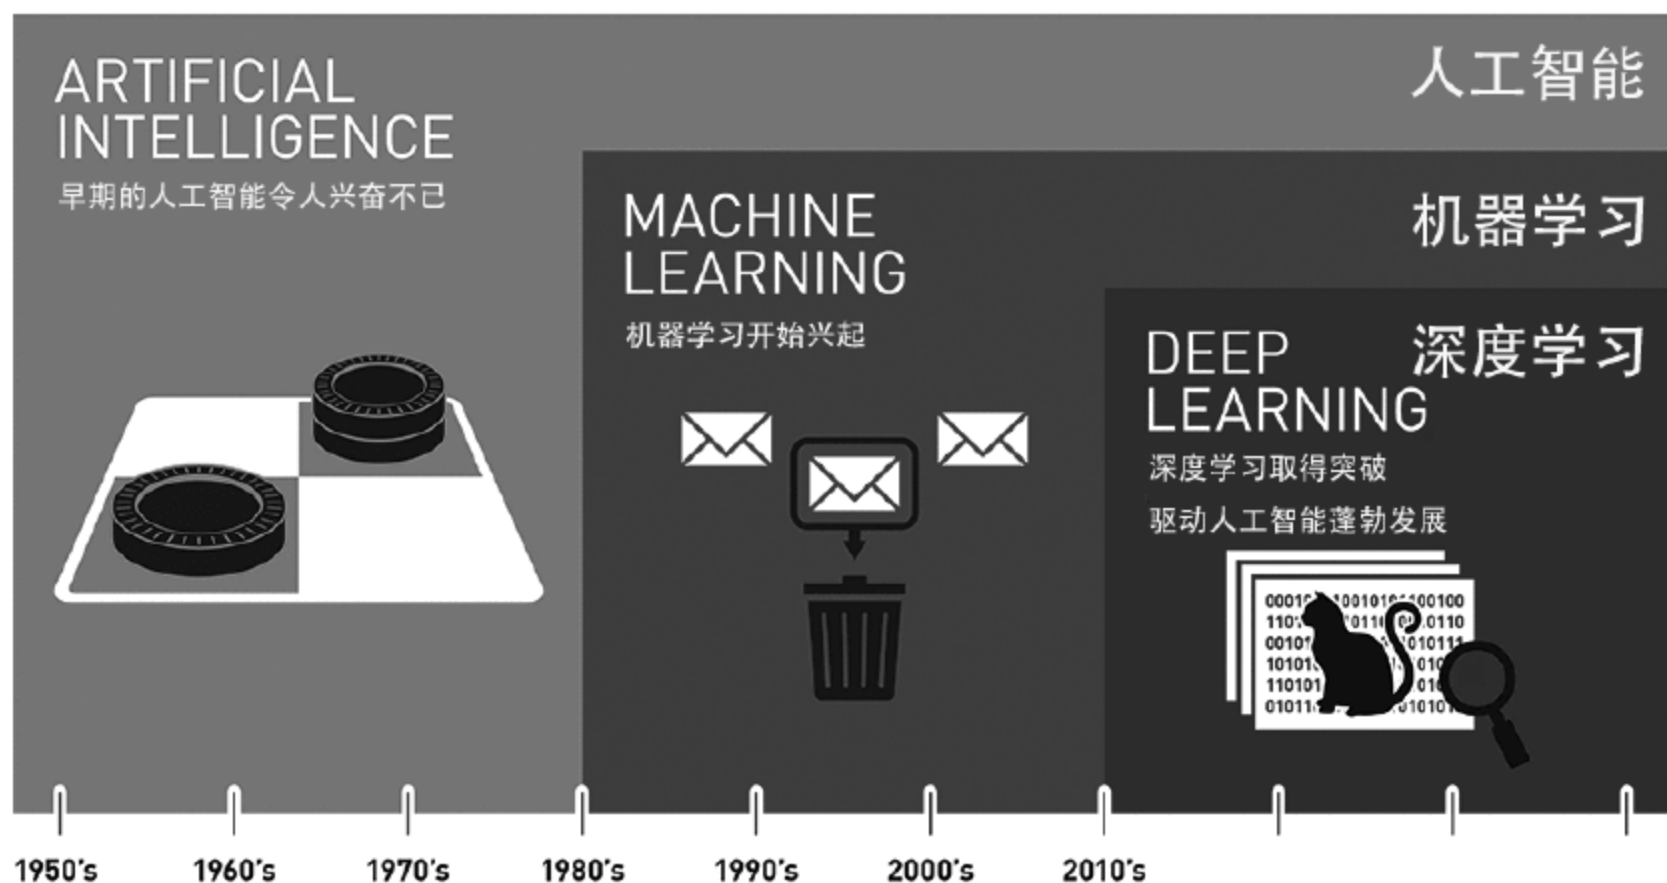 ARTIFICIAL
INTELLIGENCE
早期的人工智能令人兴奋不已
人工智能
MACHINE
LEARNING
机器学习开始兴起
机器学习
DEEP
LEARNING
深度学习
深度学习取得突破
驱动人工智能蓬勃发展
1950's 1960's 1970's 1980's 1990's 2000's 2010's